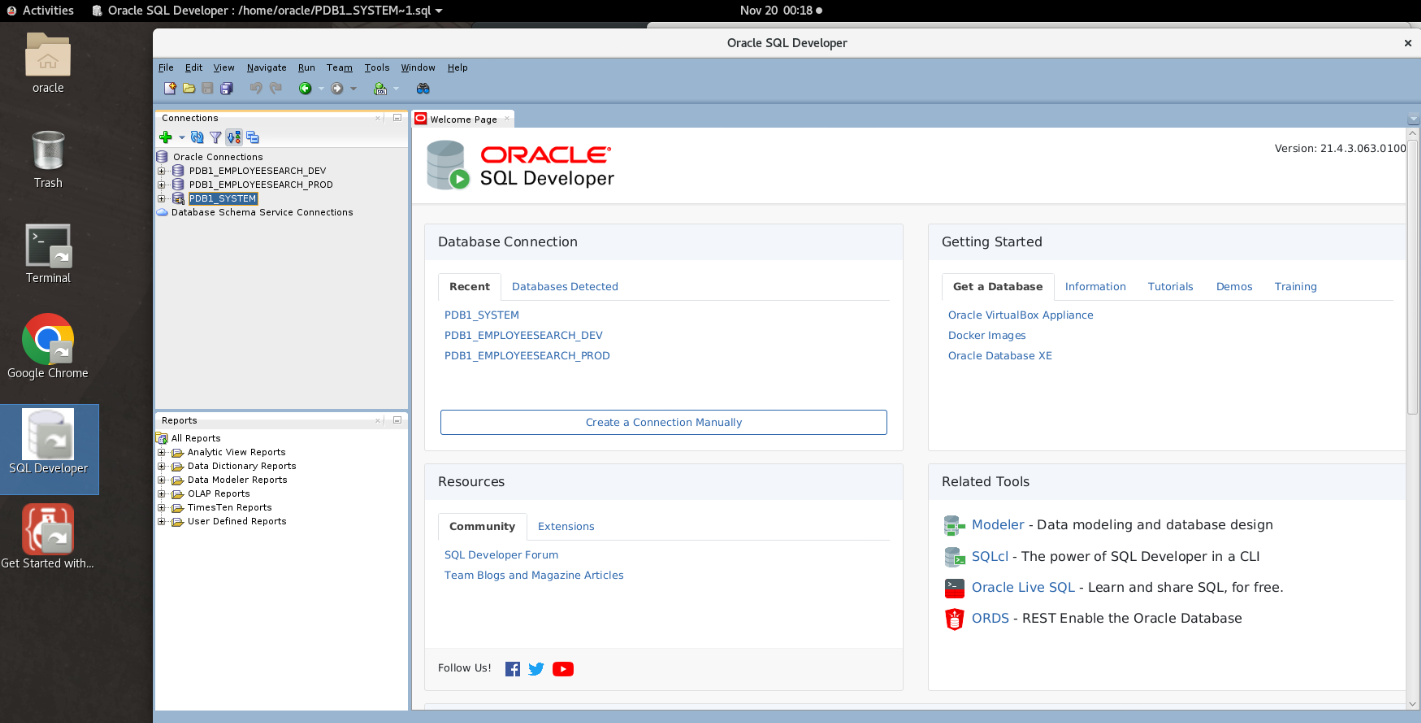 Activities Oracle SQL Developer : /home/oracle/PDB1_SYSTEM~1.sql Nov 20 00:18
oracle
Trash
Terminal
Google Chrome
SQL Developer
Get Started with...
Oracle SQL Developer
File Edit View Navigate Run Team Tools Window Help
Connections
Oracle Connections
PDB1_EMPLOYEESEARCH_DEV
PDB1_EMPLOYEESEARCH_PROD
PDB1_SYSTEM
Database Schema Service Connections
Reports
All Reports
Analytic View Reports
Data Dictionary Reports
Data Modeler Reports
OLAP Reports
TimesTen Reports
User Defined Reports
Welcome Page
ORACLE®
SQL Developer
Version: 21.4.3.063.0100
Database Connection
Recent Databases Detected
PDB1_SYSTEM
PDB1_EMPLOYEESEARCH_DEV
PDB1_EMPLOYEESEARCH_PROD
Create a Connection Manually
Getting Started
Get a Database Information Tutorials Demos Training
Oracle VirtualBox Appliance
Docker Images
Oracle Database XE
Resources
Community Extensions
SQL Developer Forum
Team Blogs and Magazine Articles
Follow Us!
Related Tools
Modeler - Data modeling and database design
SQLcl - The power of SQL Developer in a CLI
Oracle Live SQL - Learn and share SQL, for free.
ORDS - REST Enable the Oracle Database